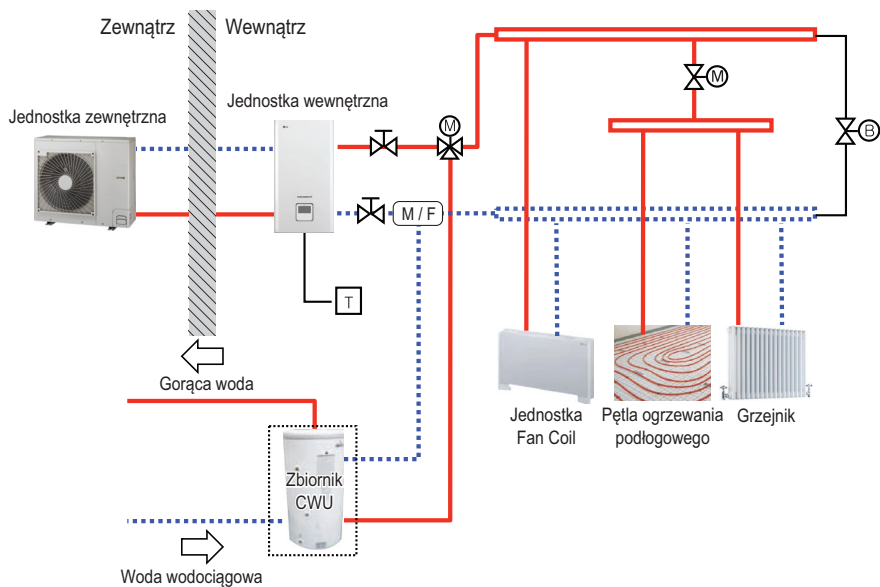 Zewnątrz
Wewnątrz
Jednostka zewnętrzna
Jednostka wewnętrzna
M
M
B
M / F
T
Gorąca woda
Jednostka
Fan Coil
Pętla ogrzewania
podłogowego
Grzejnik
Zbiornik
CWU
Woda wodociągowa